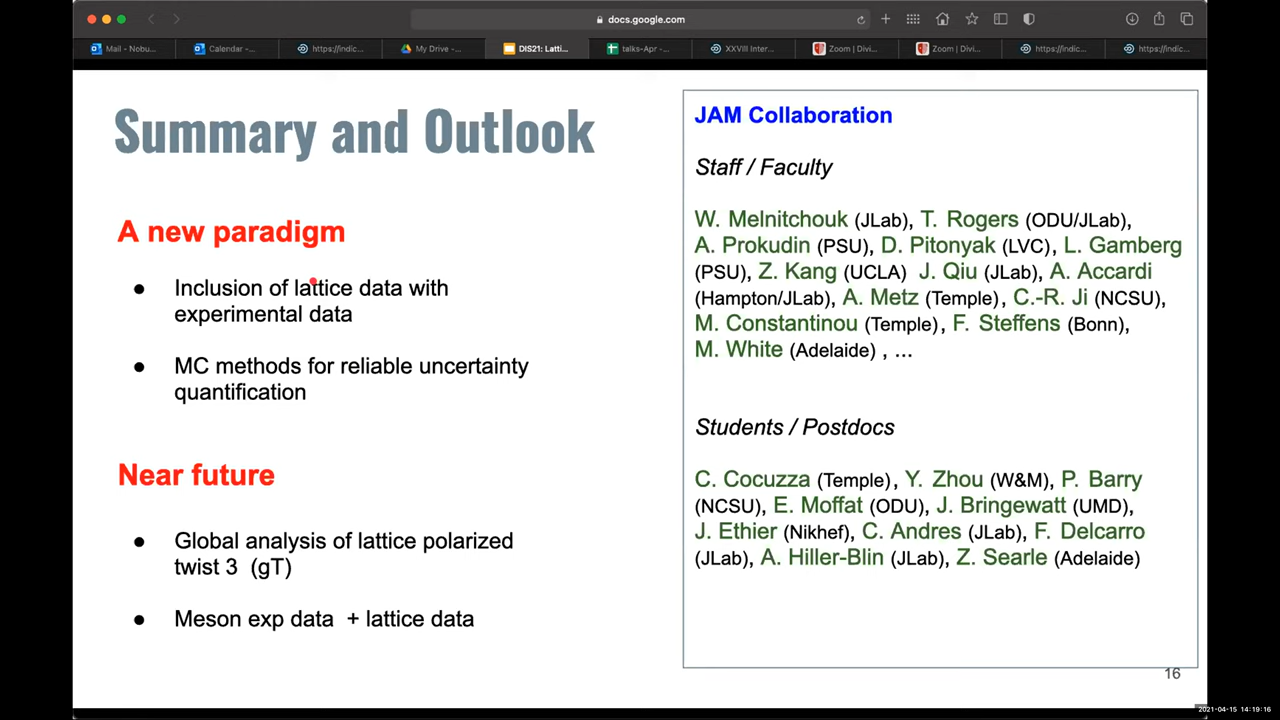 docs.google.com
Mail - Nobu...
Calendar -...
https://indic...
My Drive -...
DIS21: Latti...
talks-Apr -...
XXVIII Inter...
Zoom | Divi...
Zoom | Divi...
https://indic...
https://indic...
Summary and Outlook
A new paradigm
● Inclusion of lattice data with
experimental data
● MC methods for reliable uncertainty
quantification
Near future
● Global analysis of lattice polarized
twist 3 (gT)
● Meson exp data + lattice data
JAM Collaboration
Staff / Faculty
W. Melnitchouk (JLab), T. Rogers (ODU/JLab),
A. Prokudin (PSU), D. Pitonyak (LVC), L. Gamberg
(PSU), Z. Kang (UCLA) J. Qiu (JLab), A. Accardi
(Hampton/JLab), A. Metz (Temple), C.-R. Ji (NCSU),
M. Constantinou (Temple), F. Steffens (Bonn),
M. White (Adelaide) , ...
Students / Postdocs
C. Cocuzza (Temple), Y. Zhou (W&M), P. Barry
(NCSU), E. Moffat (ODU), J. Bringewatt (UMD),
J. Ethier (Nikhef), C. Andres (JLab), F. Delcarro
(JLab), A. Hiller-Blin (JLab), Z. Searle (Adelaide)
16
2021-04-15 14:19:16